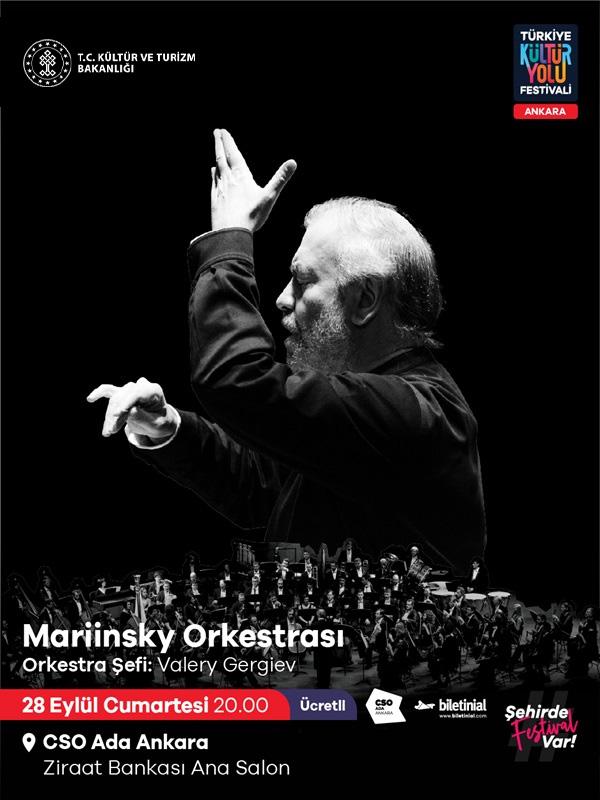 T.C. KÜLTÜR VE TURİZM
BAKANLIĞI
TÜRKİYE
KÜLTÜR
YOLU
FESTİVALİ
ANKARA
Mariinsky Orkestrası
Orkestra Şefi: Valery Gergiev
28 Eylül Cumartesi 20.00
Ücretli
CSO
ADA
ANKARA
biletinial
www.biletinial.com
#
Şehirde
Festival
Var!
CSO Ada Ankara
Ziraat Bankası Ana Salon